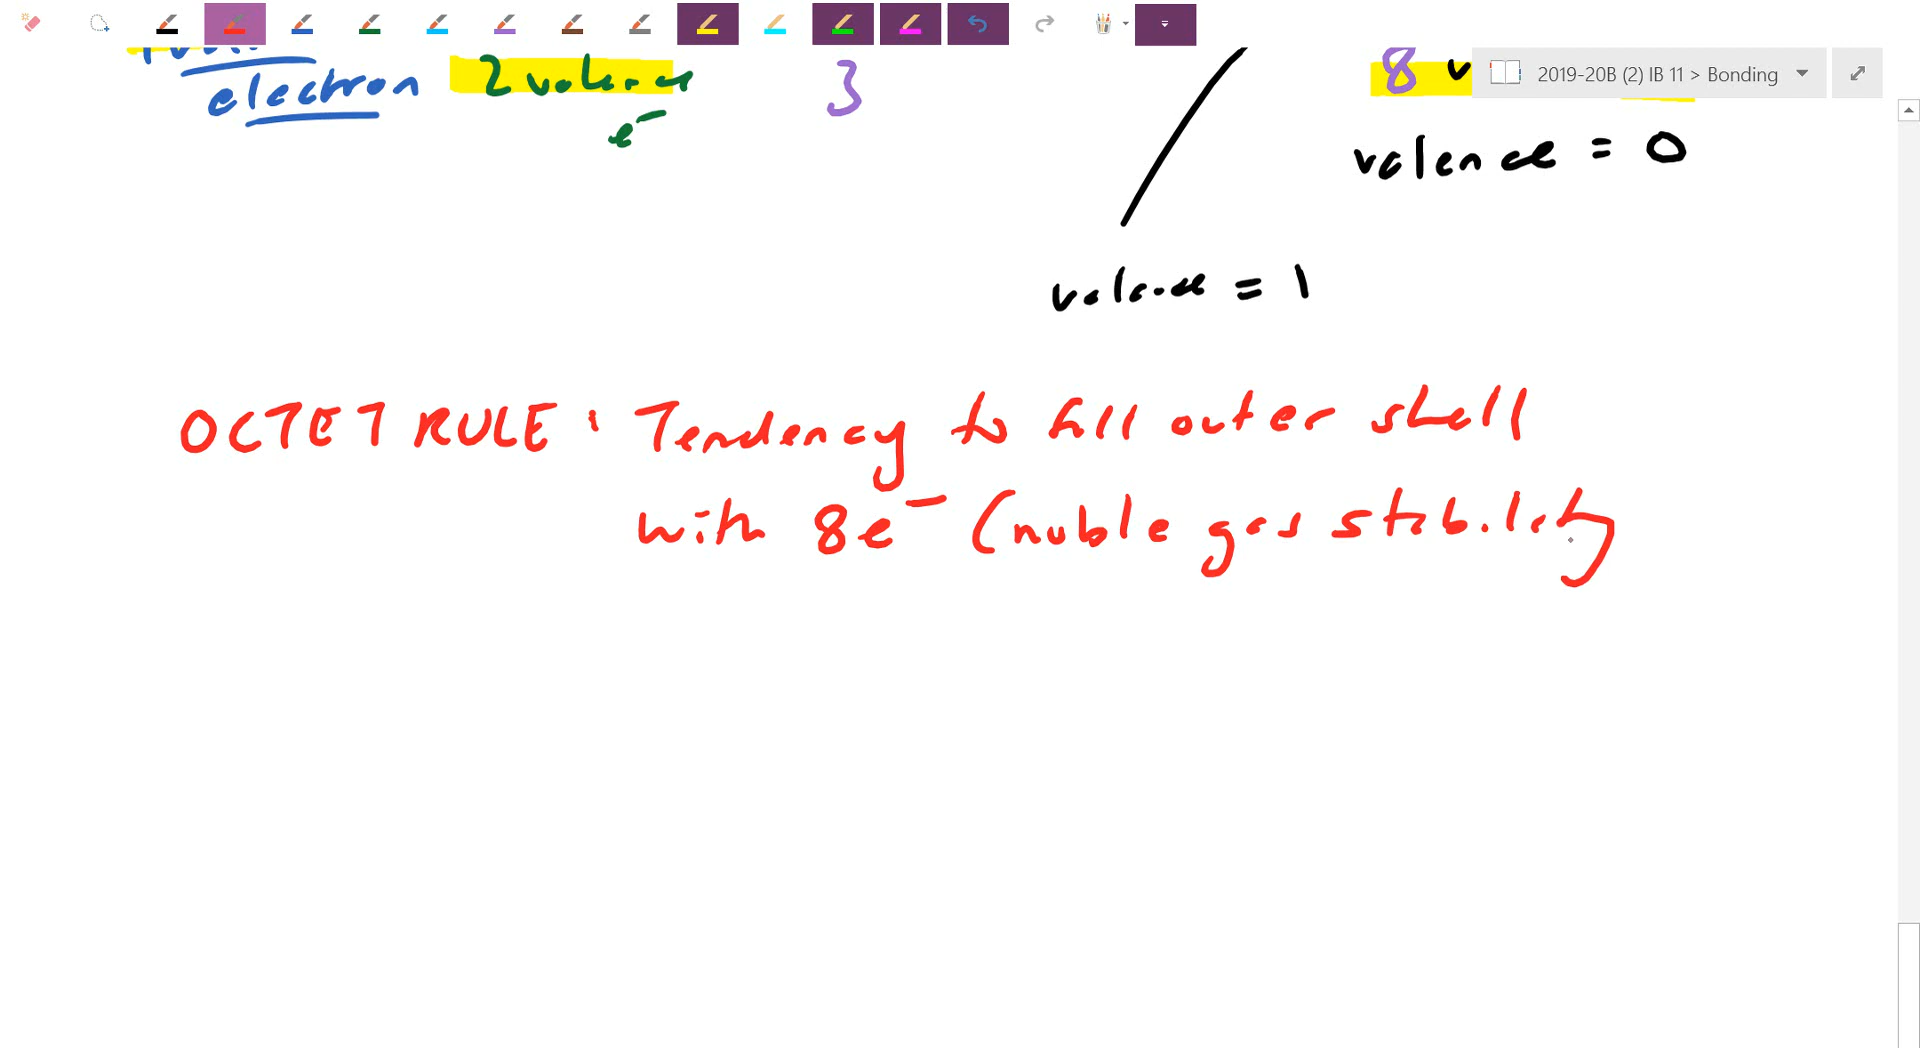 electron 2 valence 3 8 v 2019-20B (2) IB 11 > Bonding
e⁻
valence = 0
valence = 1
OCTET RULE : Tendency to fill outer shell
with 8e⁻ (nuble gas stability